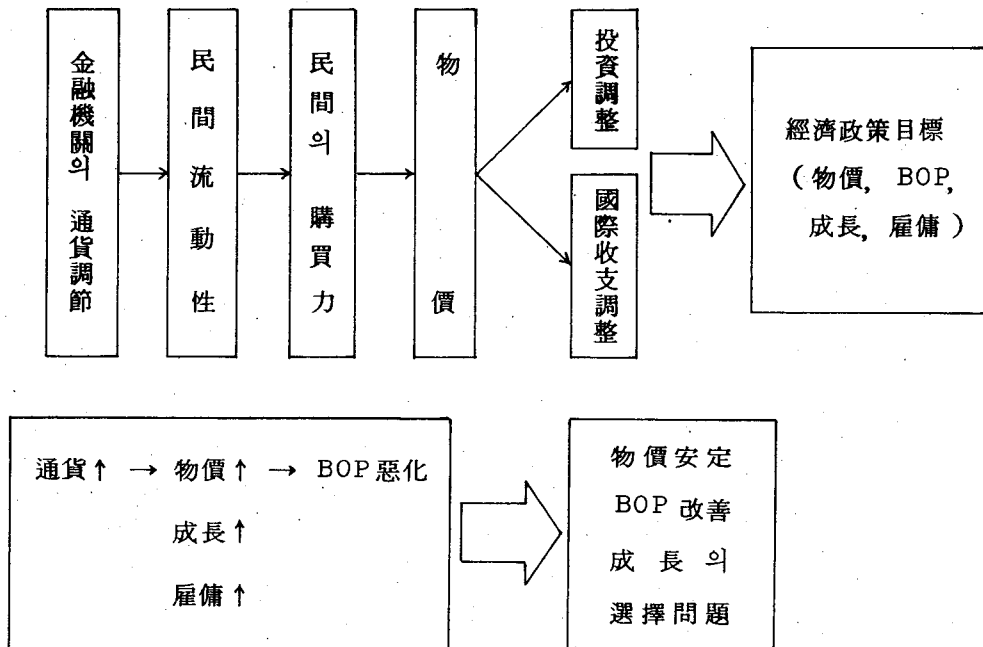 金融機關의 通貨調節
民間流動性
民間의 購買力
物價
投資調整
國際收支調整
經濟政策目標
(物價, BOP,
成長, 雇傭)
通貨↑ → 物價↑ → BOP惡化
成長↑
雇傭↑
物價安定
BOP 改善
成長의
選擇問題